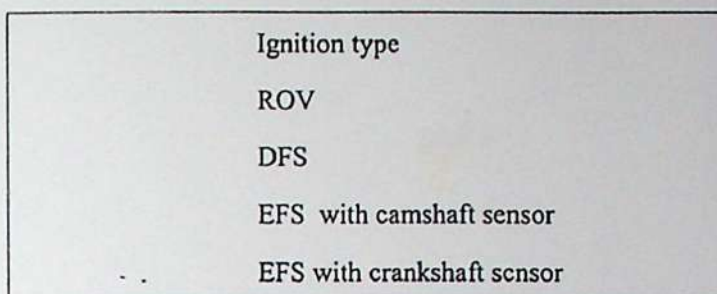 Ignition type
ROV
DFS
EFS with camshaft sensor
EFS with crankshaft scnsor